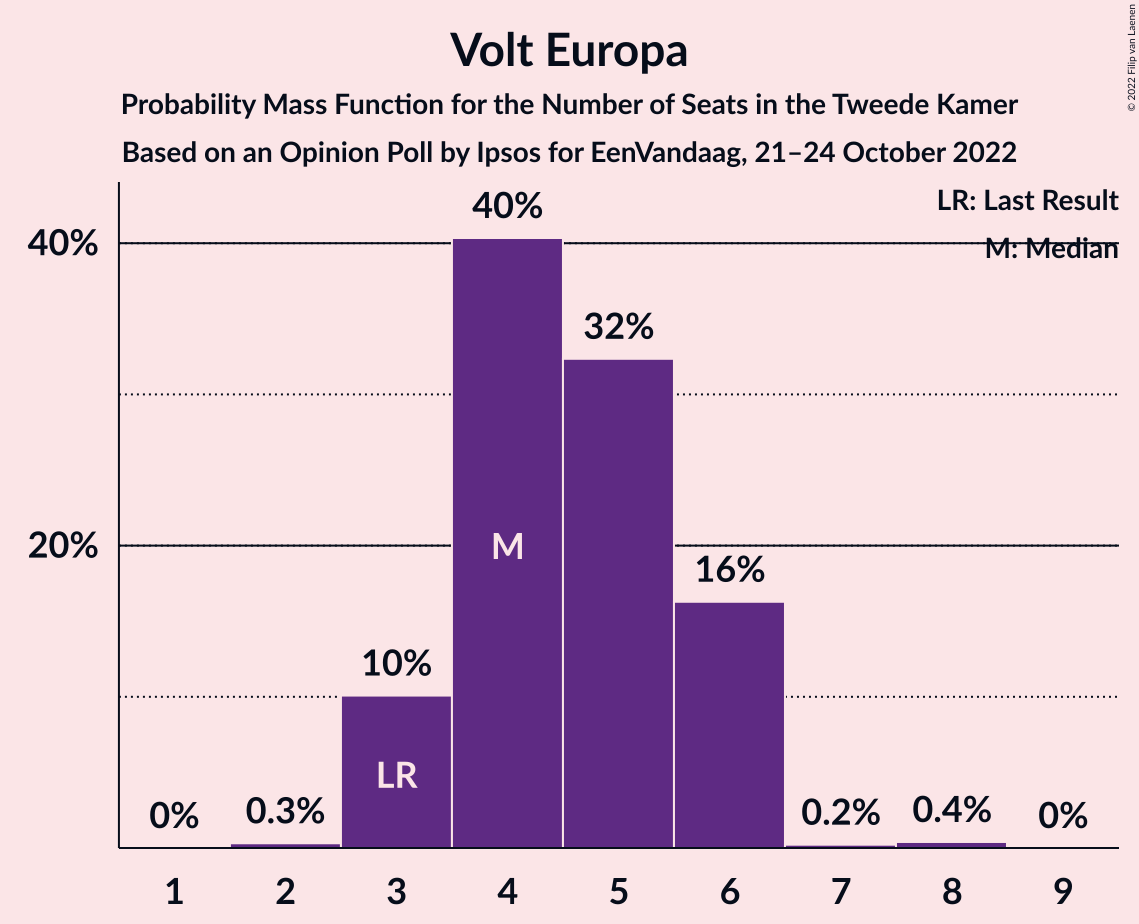 Volt Europa
Probability Mass Function for the Number of Seats in the Tweede Kamer
Based on an Opinion Poll by Ipsos for EenVandaag, 21–24 October 2022
© 2022 Filip van Laenen
LR: Last Result
M: Median
40%
20%
0%
0.3%
10%
40%
32%
16%
0.2%
0.4%
0%
LR
M
1 2 3 4 5 6 7 8 9